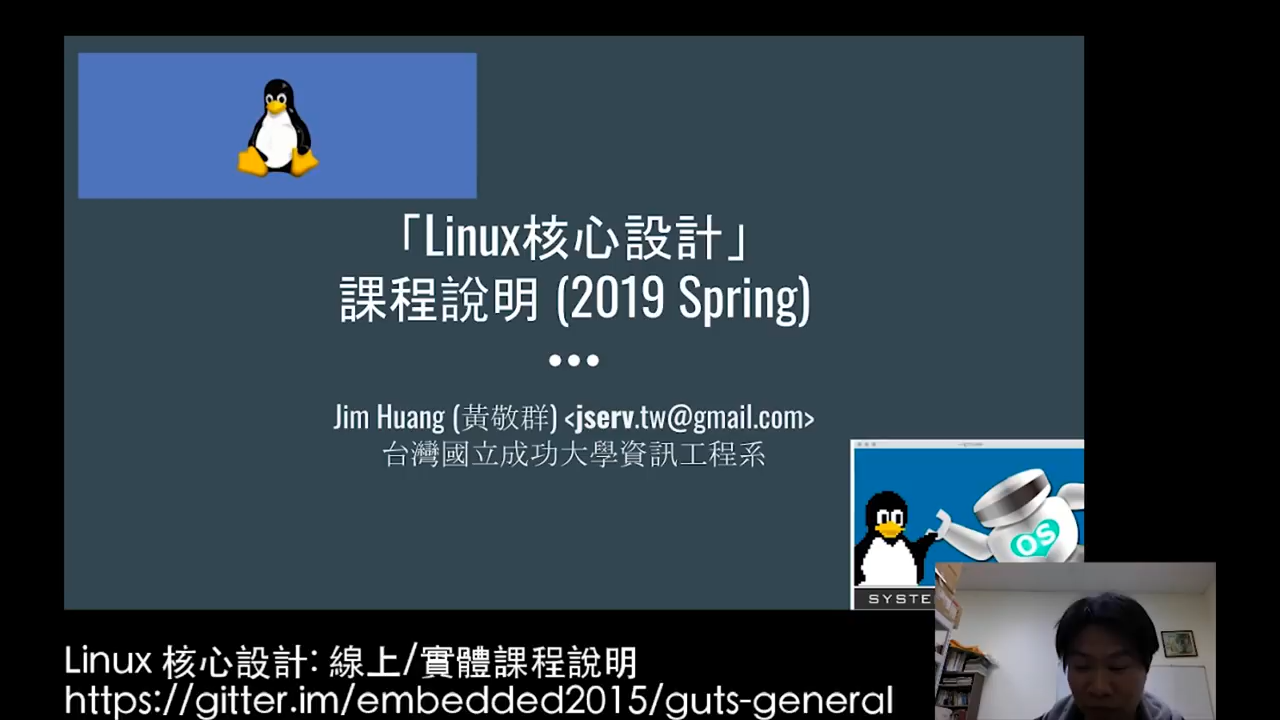 「Linux核心設計」
課程說明 (2019 Spring)
Jim Huang (黃敬群) <jserv.tw@gmail.com>
台灣國立成功大學資訊工程系
OS
SYSTE
Linux 核心設計: 線上/實體課程說明
https://gitter.im/embedded2015/guts-general